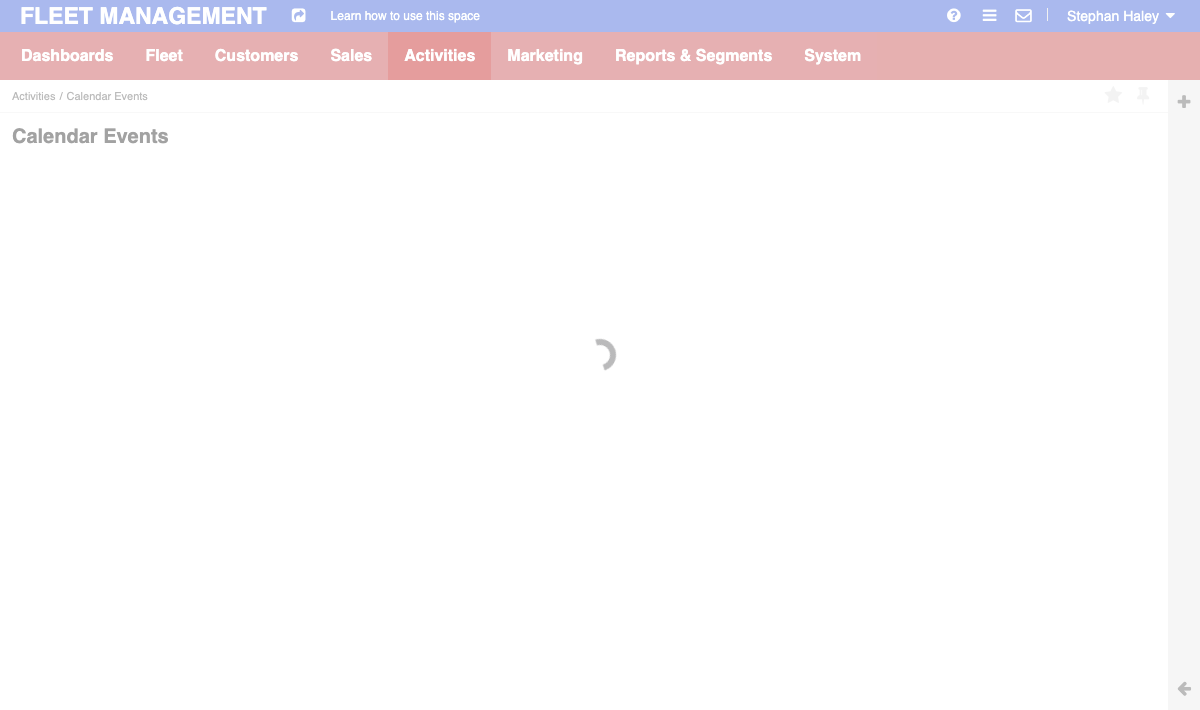 FLEET MANAGEMENT Learn how to use this space Stephan Haley
Dashboards Fleet Customers Sales Activities Marketing Reports & Segments System
Activities / Calendar Events
Calendar Events